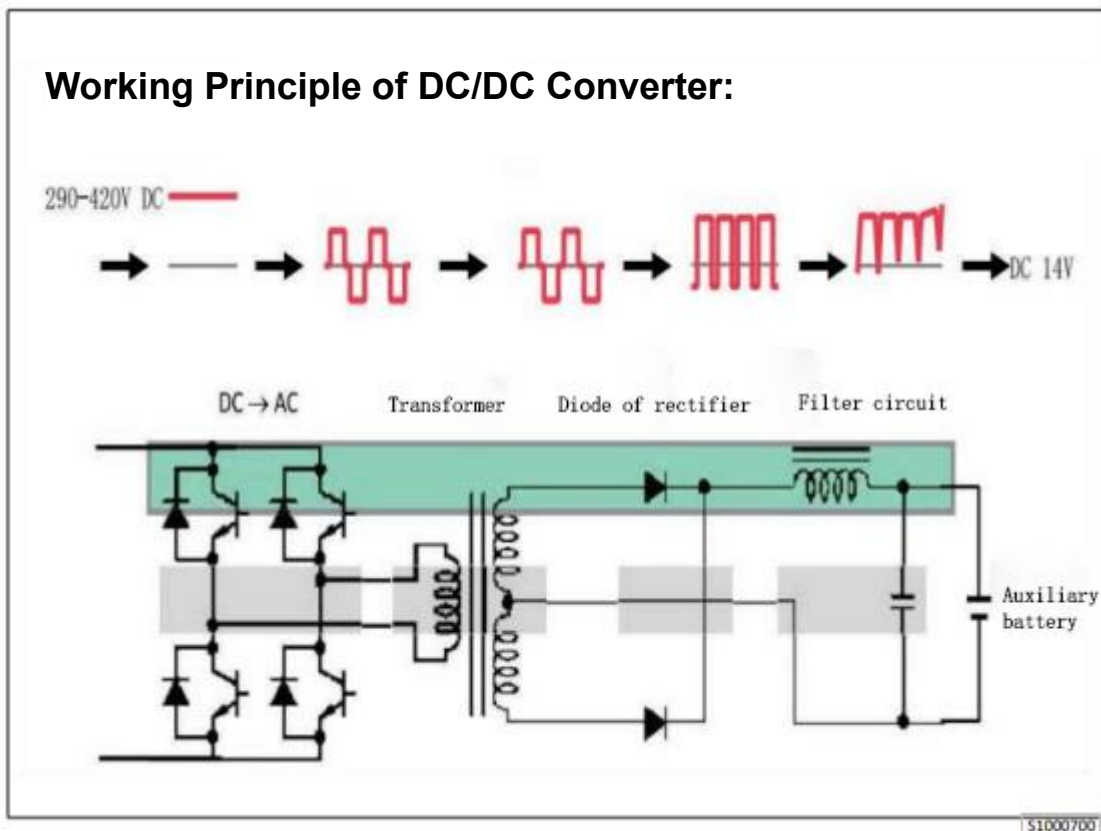 Working Principle of DC/DC Converter:
290-420V DC
DC 14V
DC → AC
Transformer
Diode of rectifier
Filter circuit
Auxiliary
battery
S1000700